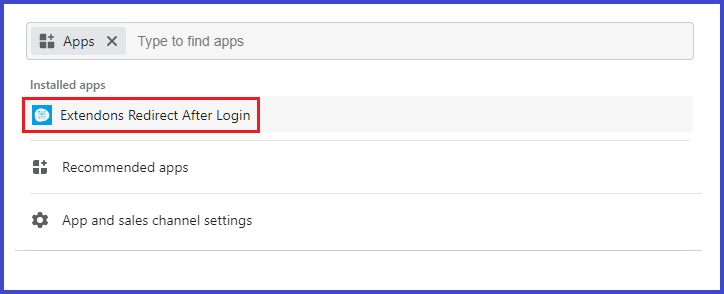 Apps Type to find apps
Installed apps
Extendons Redirect After Login
Recommended apps
App and sales channel settings